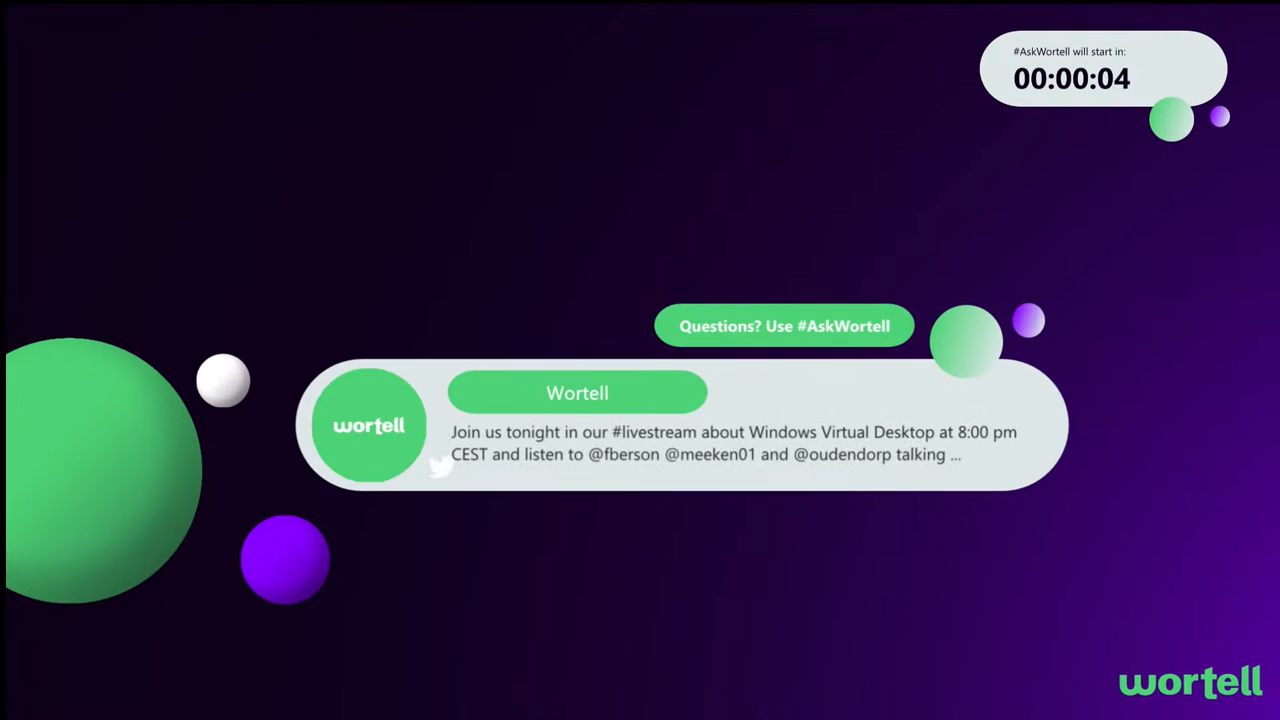 #AskWortell will start in:
00:00:04
Questions? Use #AskWortell
Wortell
wortell
Join us tonight in our #livestream about Windows Virtual Desktop at 8:00 pm
CEST and listen to @fberson @meeken01 and @oudendorp talking ...
wortell